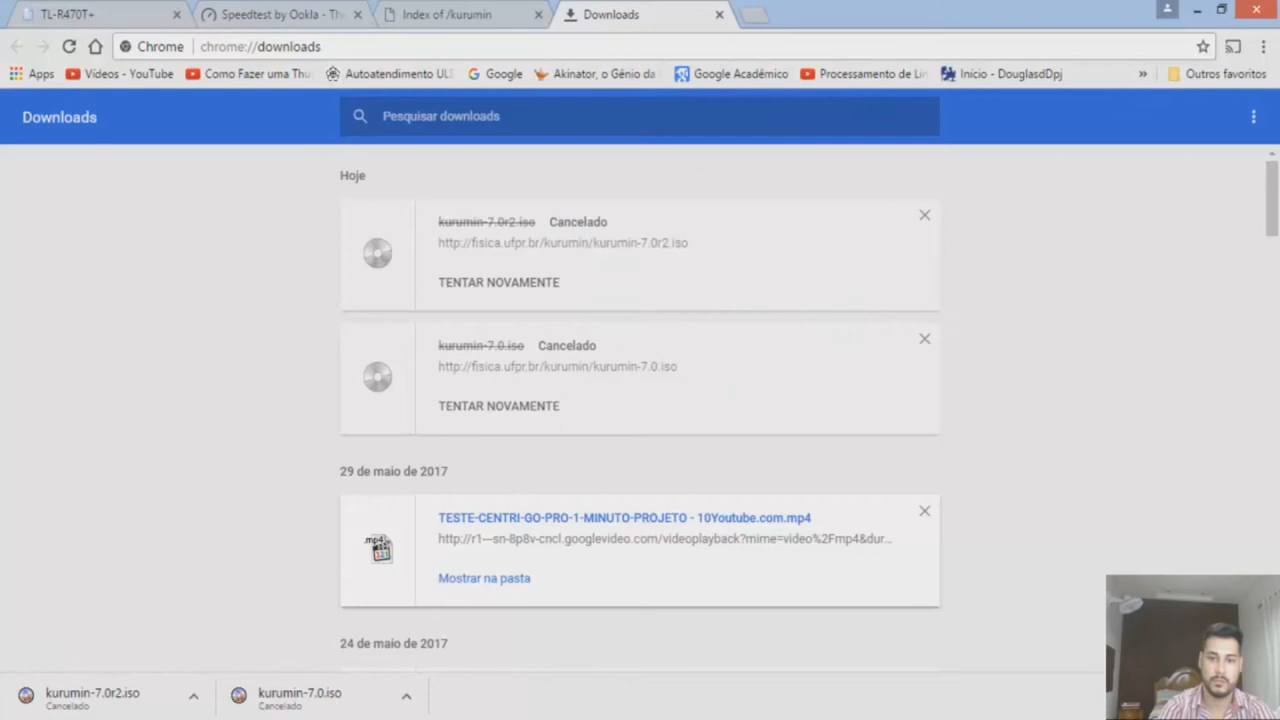 TL-R470T+
Speedtest by Ookla - The
Index of /kurumin
Downloads
Chrome
chrome://downloads
Apps
Vídeos - YouTube
Como Fazer uma Thu
Autoatendimento UL
Google
Akinator, o Gênio da
Google Acadêmico
Processamento de Lin
Início - DouglasdDpj
»
Outros favoritos
Downloads
Pesquisar downloads
Hoje
kurumin-7.0r2.iso Cancelado
http://fisica.ufpr.br/kurumin/kurumin-7.0r2.iso
TENTAR NOVAMENTE
kurumin-7.0.iso Cancelado
http://fisica.ufpr.br/kurumin/kurumin-7.0.iso
TENTAR NOVAMENTE
29 de maio de 2017
.mp4
TESTE-CENTRI-GO-PRO-1-MINUTO-PROJETO - 10Youtube.com.mp4
http://r1---sn-8p8v-cncl.googlevideo.com/videoplayback?mime=video%2Fmp4&dur...
Mostrar na pasta
24 de maio de 2017
kurumin-7.0r2.iso
Cancelado
kurumin-7.0.iso
Cancelado